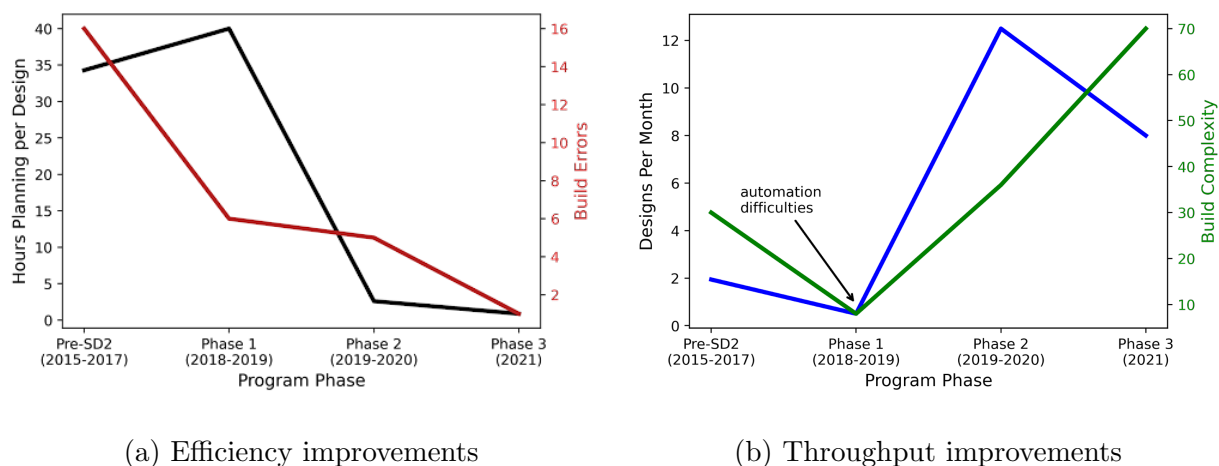 40
35
30
25
20
15
10
5
0
Hours Planning per Design
16
14
12
10
8
6
4
2
Build Errors
Pre-SD2
(2015-2017)
Phase 1
(2018-2019)
Phase 2
(2019-2020)
Phase 3
(2021)
Program Phase
(a) Efficiency improvements
12
10
8
6
4
2
0
Designs Per Month
automation
difficulties
70
60
50
40
30
20
10
Build Complexity
Pre-SD2
(2015-2017)
Phase 1
(2018-2019)
Phase 2
(2019-2020)
Phase 3
(2021)
Program Phase
(b) Throughput improvements